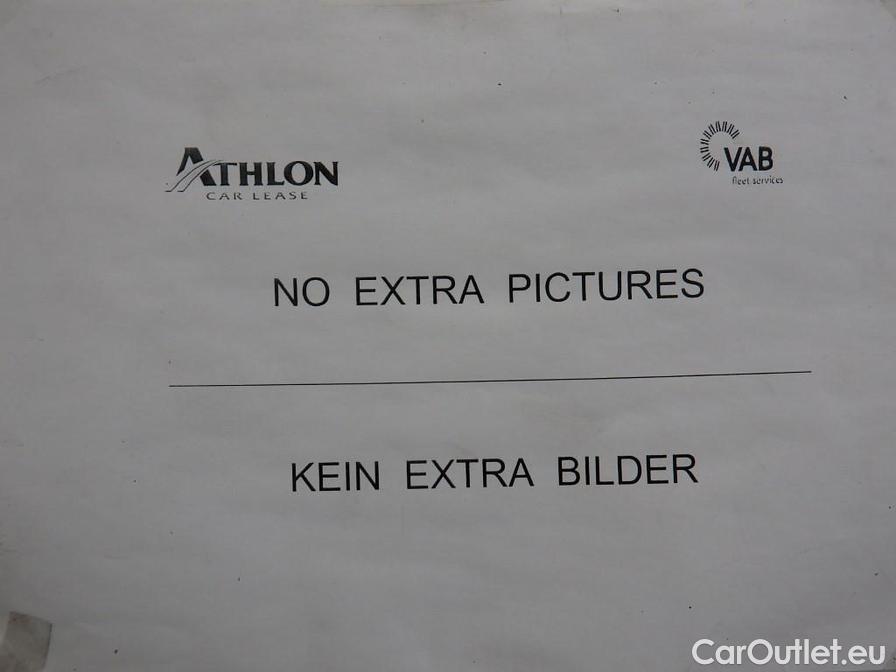 ATHLON
CAR LEASE
VAB
fleet services
NO EXTRA PICTURES
KEIN EXTRA BILDER
CarOutlet.eu